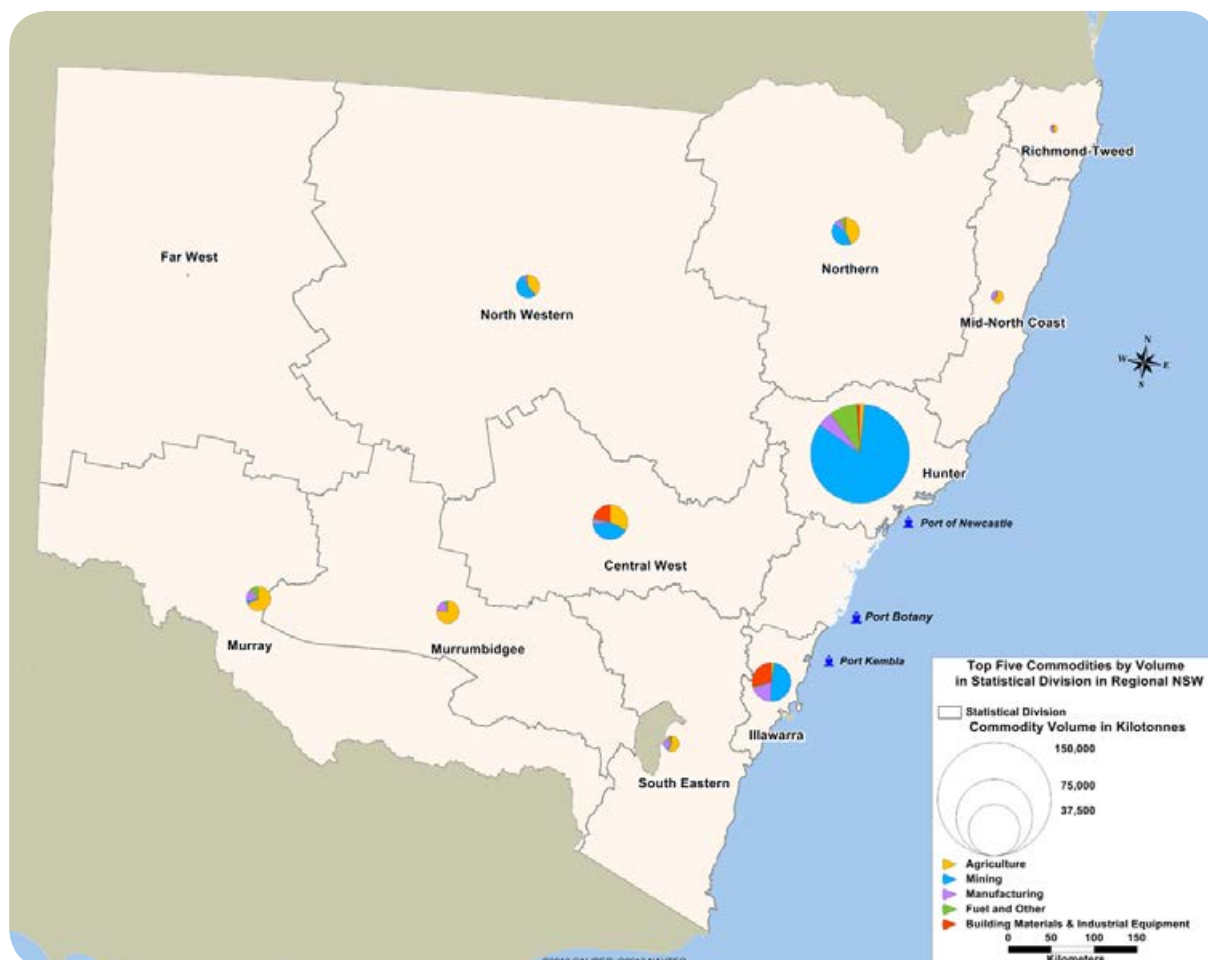 Richmond-Tweed
Far West
Northern
North Western
Mid-North Coast
N
W
E
S
Hunter
Port of Newcastle
Central West
Port Botany
Murray
Murrumbidgee
Port Kembla
Illawarra
South Eastern
Top Five Commodities by Volume
in Statistical Division in Regional NSW
Statistical Division
Commodity Volume in Kilotonnes
150,000
75,000
37,500
Agriculture
Mining
Manufacturing
Fuel and Other
Building Materials & Industrial Equipment
0 50 100 150
Kilometers